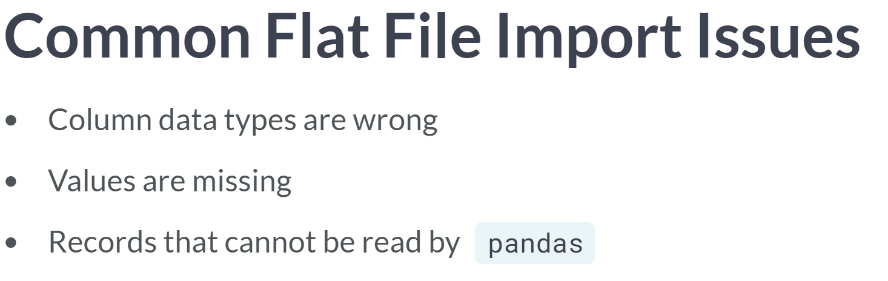 Common Flat File Import Issues
• Column data types are wrong
• Values are missing
• Records that cannot be read by pandas